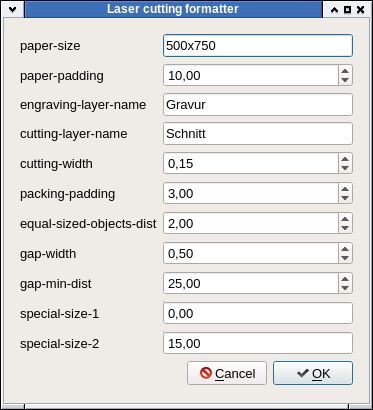 Laser cutting formatter
paper-size 500x750
paper-padding 10,00
engraving-layer-name Gravur
cutting-layer-name Schnitt
cutting-width 0,15
packing-padding 3,00
equal-sized-objects-dist 2,00
gap-width 0,50
gap-min-dist 25,00
special-size-1 0,00
special-size-2 15,00
Cancel OK